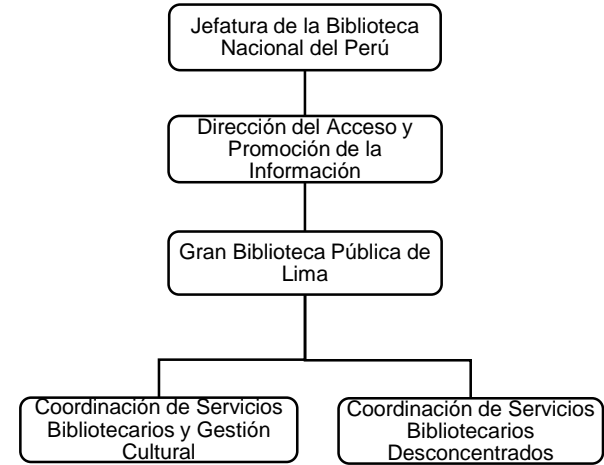 Jefatura de la Biblioteca
Nacional del Perú
Dirección del Acceso y
Promoción de la
Información
Gran Biblioteca Pública de
Lima
Coordinación de Servicios
Bibliotecarios y Gestión
Cultural
Coordinación de Servicios
Bibliotecarios
Desconcentrados